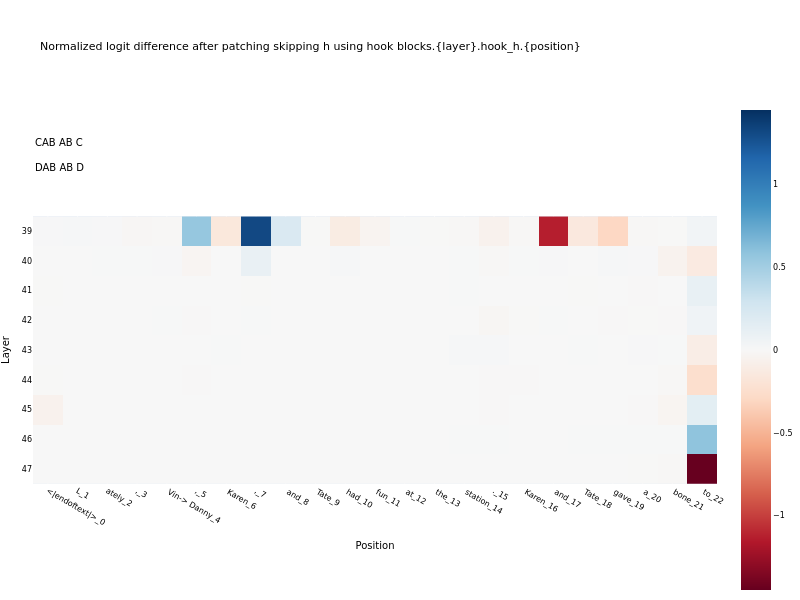 Normalized logit difference after patching skipping h using hook blocks.{layer}.hook_h.{position}
CAB AB C
DAB AB D
Layer
39
40
41
42
43
44
45
46
47
<|endoftext|>_0
L_1
ately_2
,_3
Vin-> Danny_4
,_5
Karen_6
,_7
and_8
Tate_9
had_10
fun_11
at_12
the_13
station_14
._15
Karen_16
and_17
Tate_18
gave_19
a_20
bone_21
to_22
Position
1
0.5
0
−0.5
−1